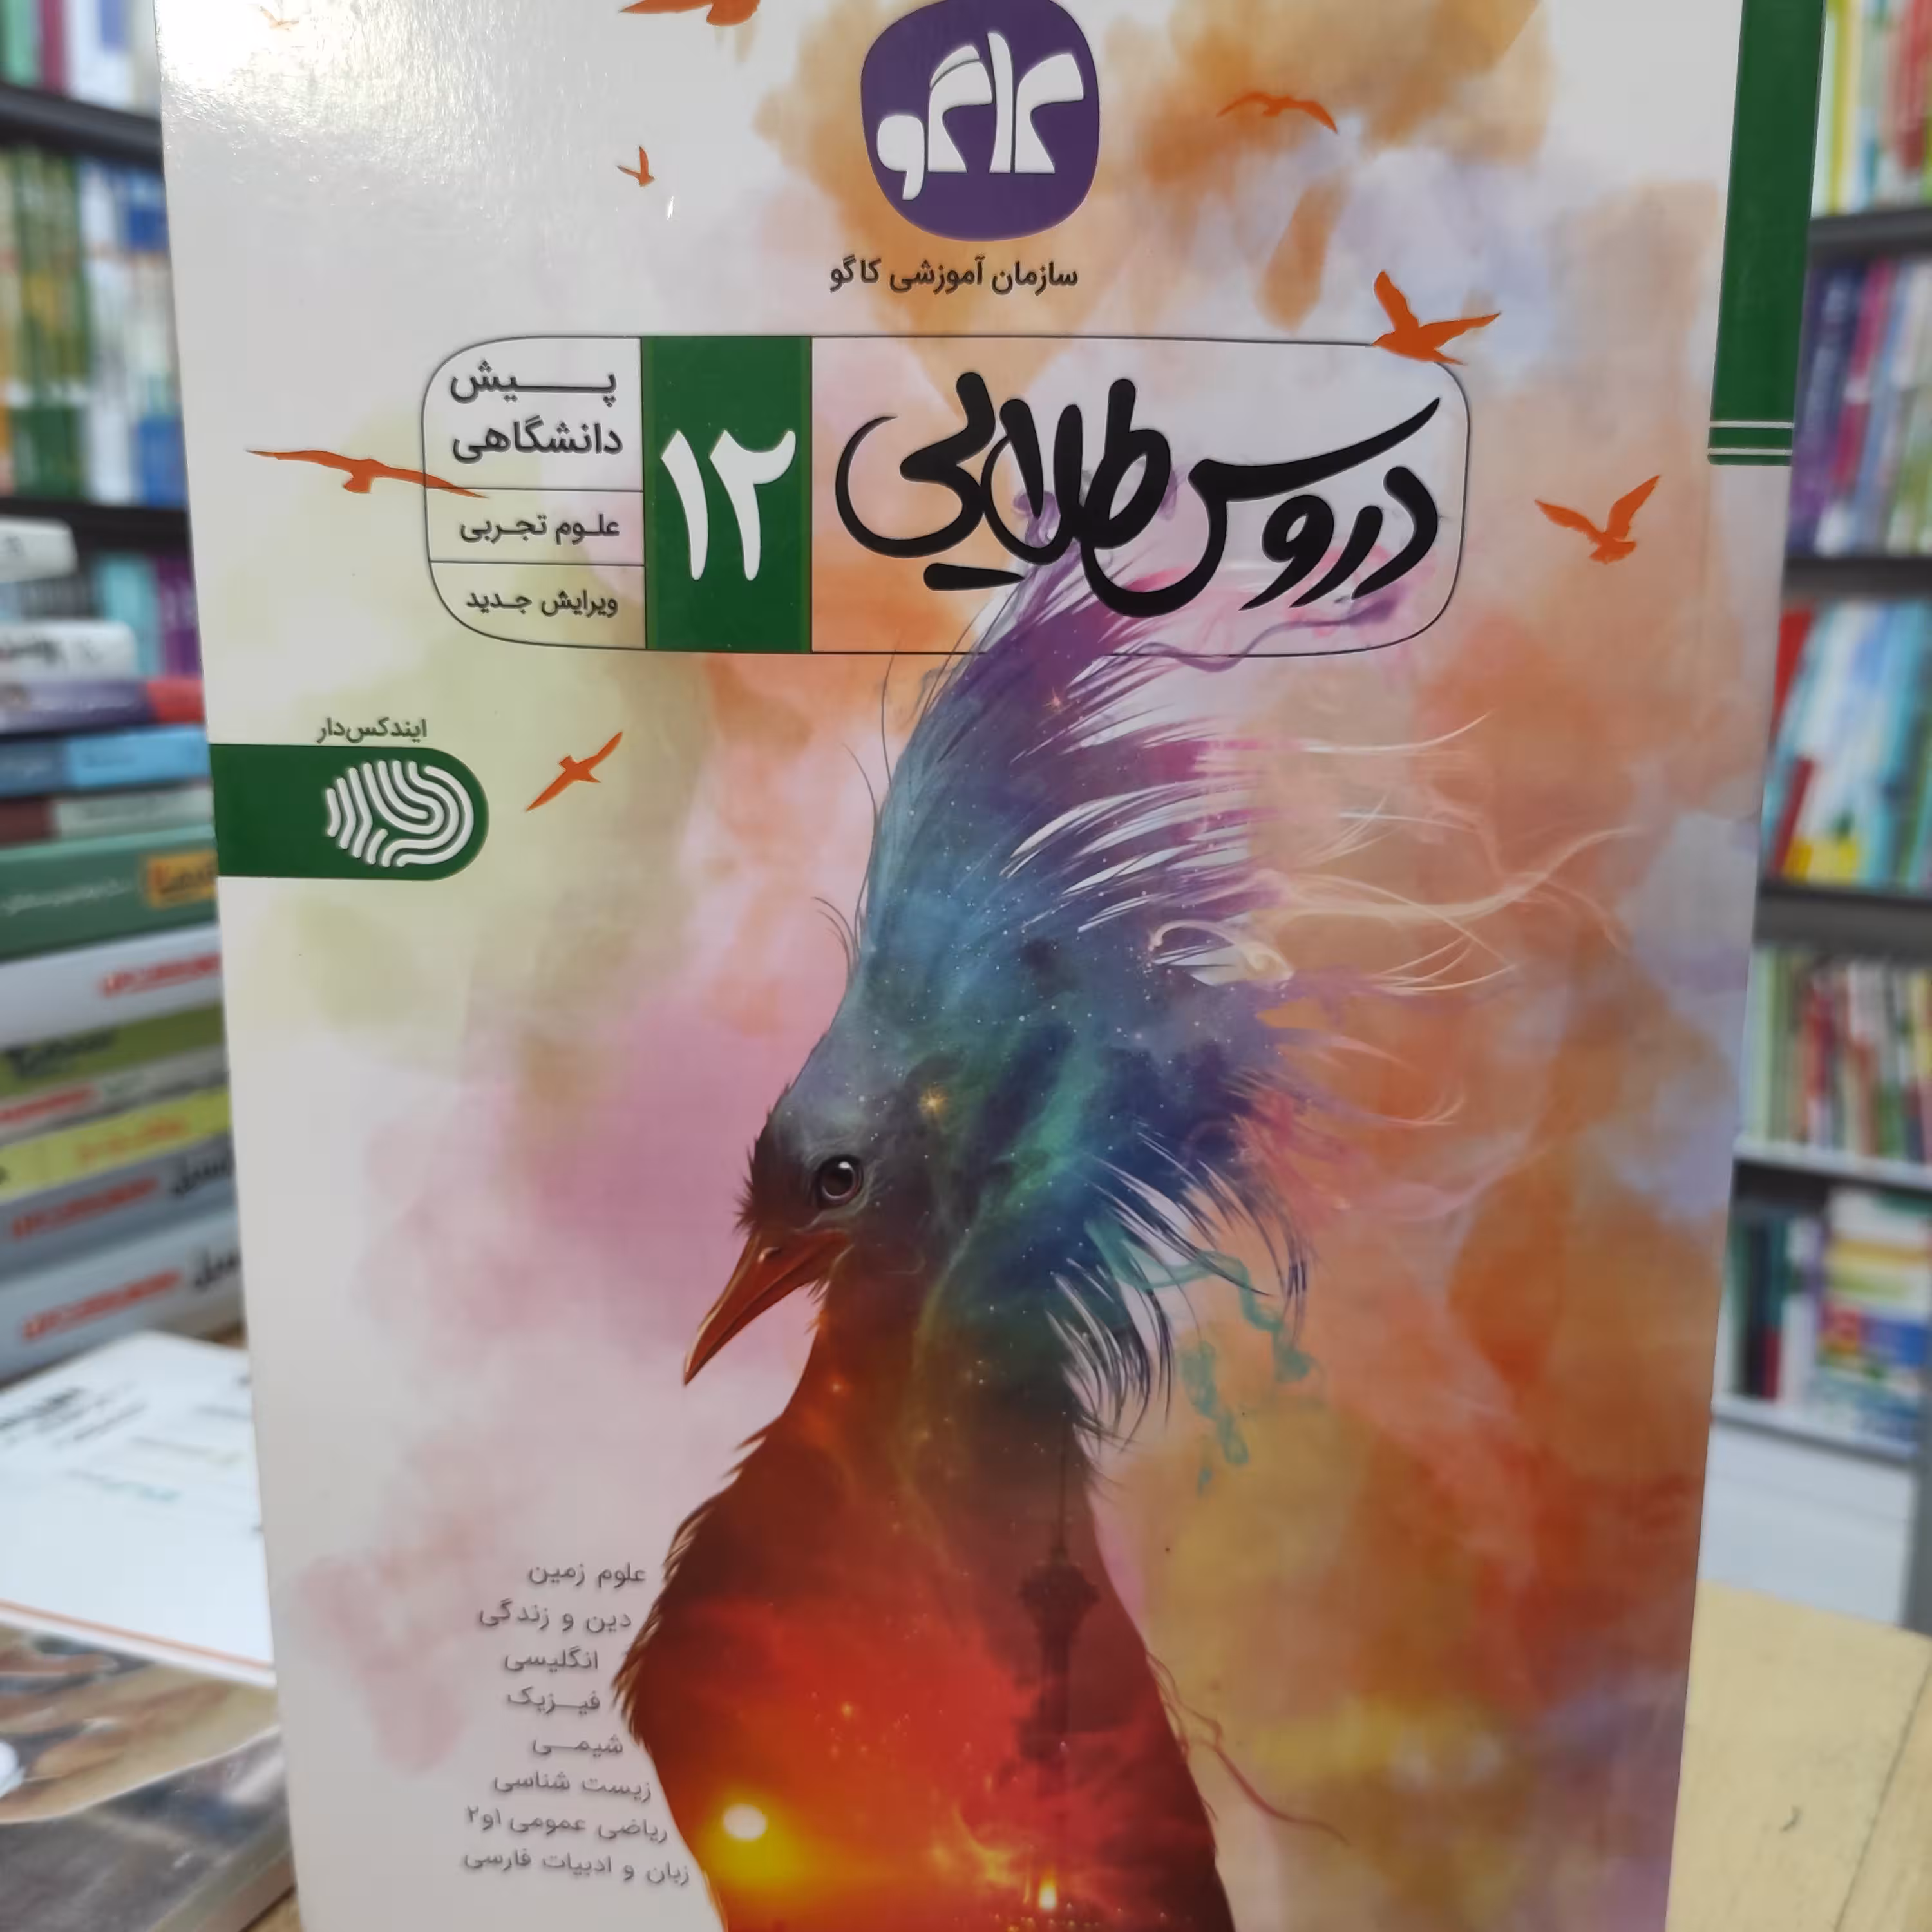 کاگو
سازمان آموزشی کاگو
دروس طلایی
۱۲
پیش
دانشگاهی
علوم تجربی
ویرایش جدید
ایندکس‌دار
علوم زمین
دین و زندگی
انگلیسی
فیزیک
شیمی
زیست شناسی
ریاضی عمومی ۱و۲
زبان و ادبیات فارسی